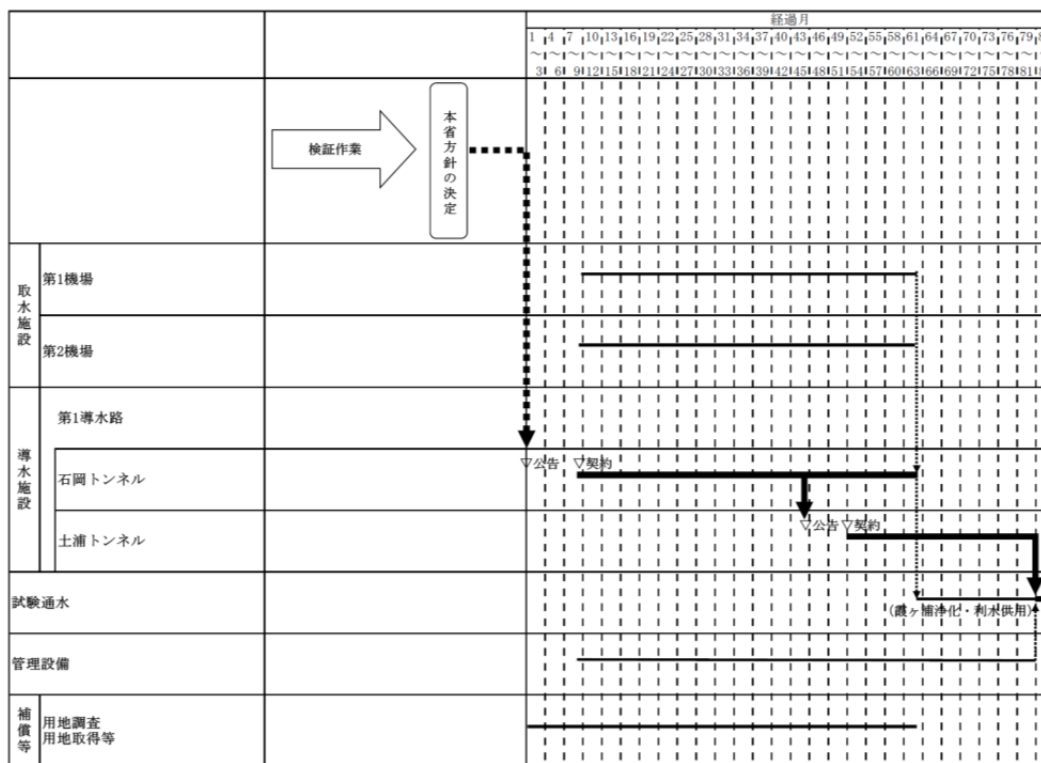 経過月
1 4 7 10 13 16 19 22 25 28 31 34 37 40 43 46 49 52 55 58 61 64 67 70 73 76 79
～ ～ ～ ～ ～ ～ ～ ～ ～ ～ ～ ～ ～ ～ ～ ～ ～ ～ ～ ～ ～ ～ ～ ～ ～ ～ ～
3 6 9 12 15 18 21 24 27 30 33 36 39 42 45 48 51 54 57 60 63 66 69 72 75 78 81
検証作業
本省方針の決定
取水施設
第1機場
第2機場
導水施設
第1導水路
石岡トンネル
▽公告 ▽契約
土浦トンネル
▽公告 ▽契約
試験通水
(霞ヶ浦浄化・利水供用)
管理設備
補償等
用地調査
用地取得等